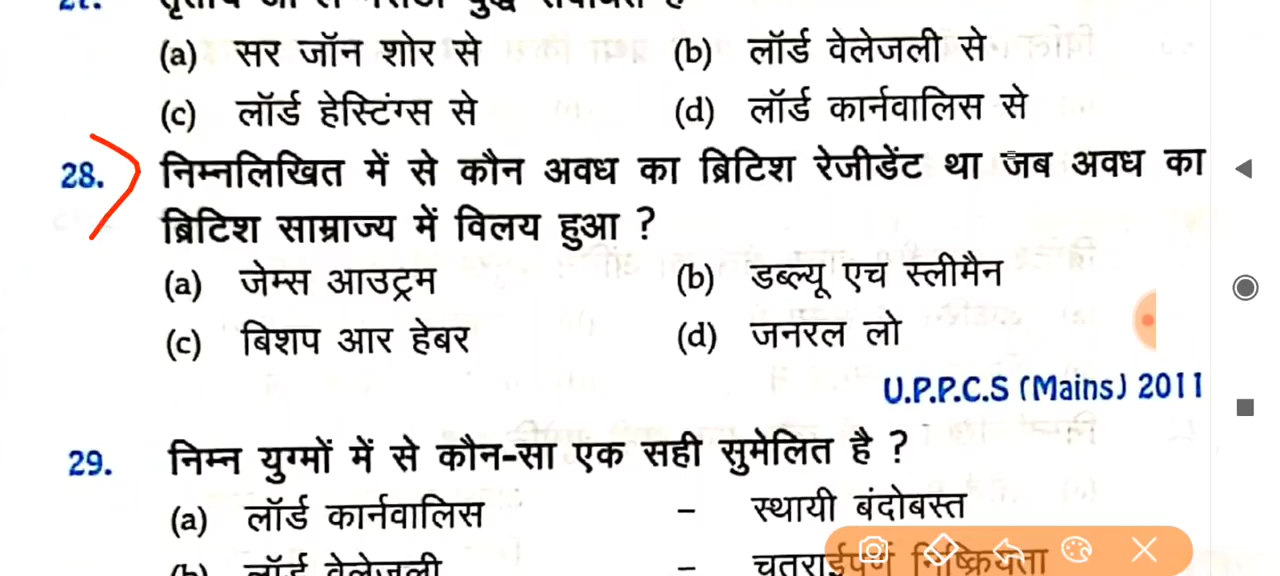 (a) सर जॉन शोर से (b) लॉर्ड वेलेजली से
(c) लॉर्ड हेस्टिंग्स से (d) लॉर्ड कार्नवालिस से
28. निम्नलिखित में से कौन अवध का ब्रिटिश रेजीडेंट था जब अवध का
ब्रिटिश साम्राज्य में विलय हुआ ?
(a) जेम्स आउट्रम (b) डब्ल्यू एच स्लीमैन
(c) बिशप आर हेबर (d) जनरल लो
U.P.P.C.S (Mains) 2011
29. निम्न युग्मों में से कौन-सा एक सही सुमेलित है ?
(a) लॉर्ड कार्नवालिस – स्थायी बंदोबस्त
(b) लॉर्ड वेलेजली –